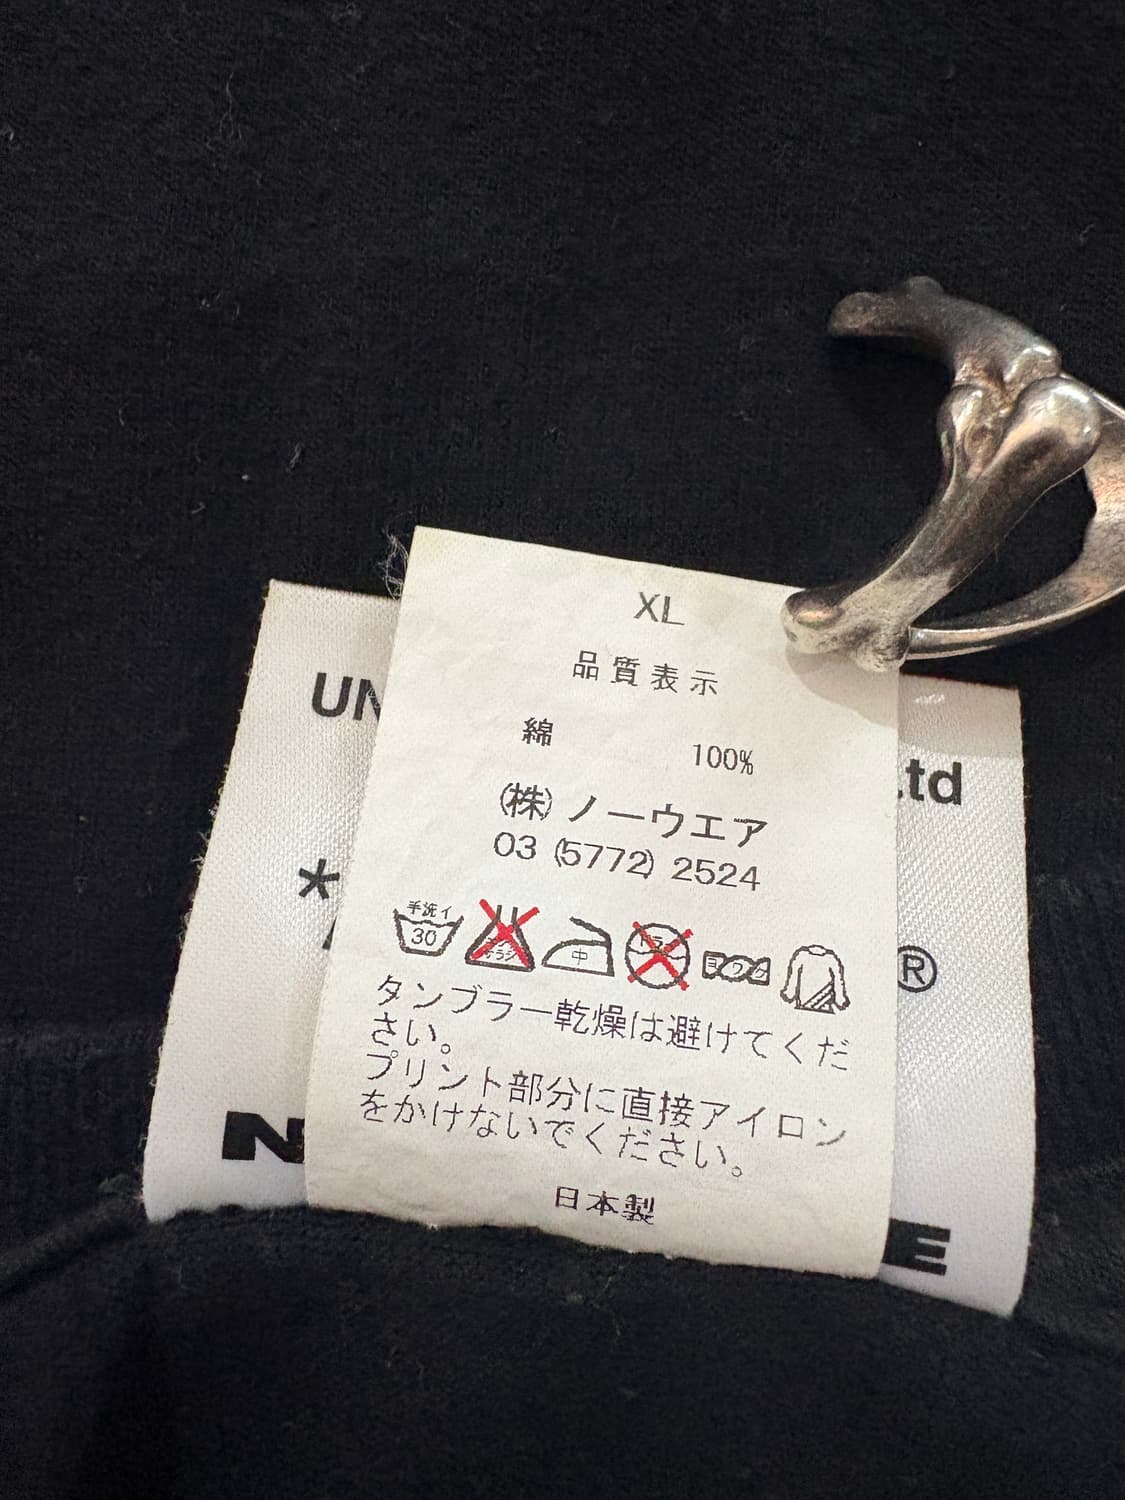 XL
品質表示
綿 100%
㈱ ノーウエア
03 (5772) 2524
手洗イ
30
中
タンブラー乾燥は避けてくだ
さい。
プリント部分に直接アイロン
をかけないでください。
日本製
UN
Ltd
*
®
N
E